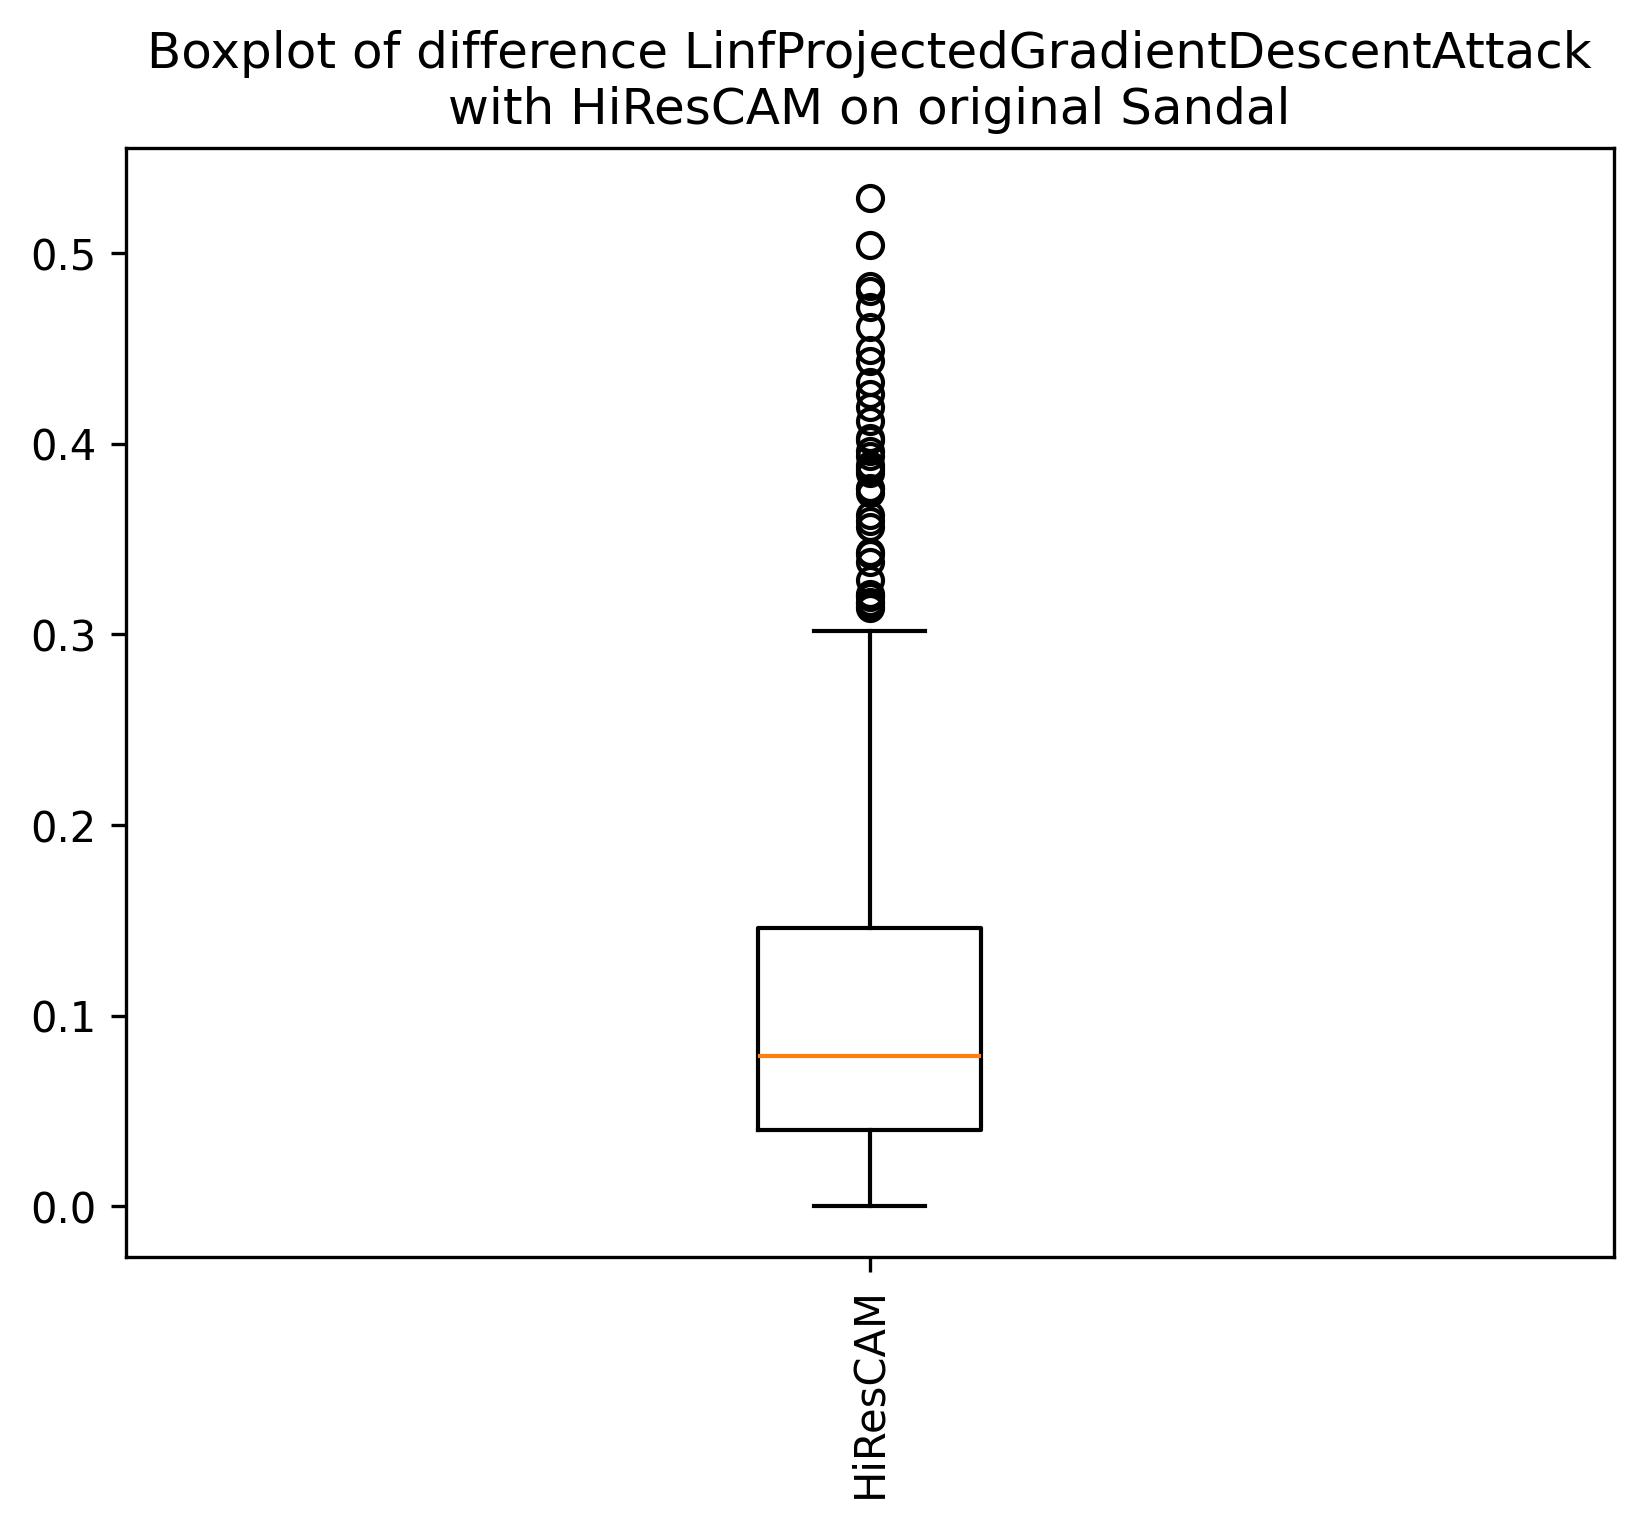 Boxplot of difference LinfProjectedGradientDescentAttack
with HiResCAM on original Sandal
0.5
0.4
0.3
0.2
0.1
0.0
HiResCAM